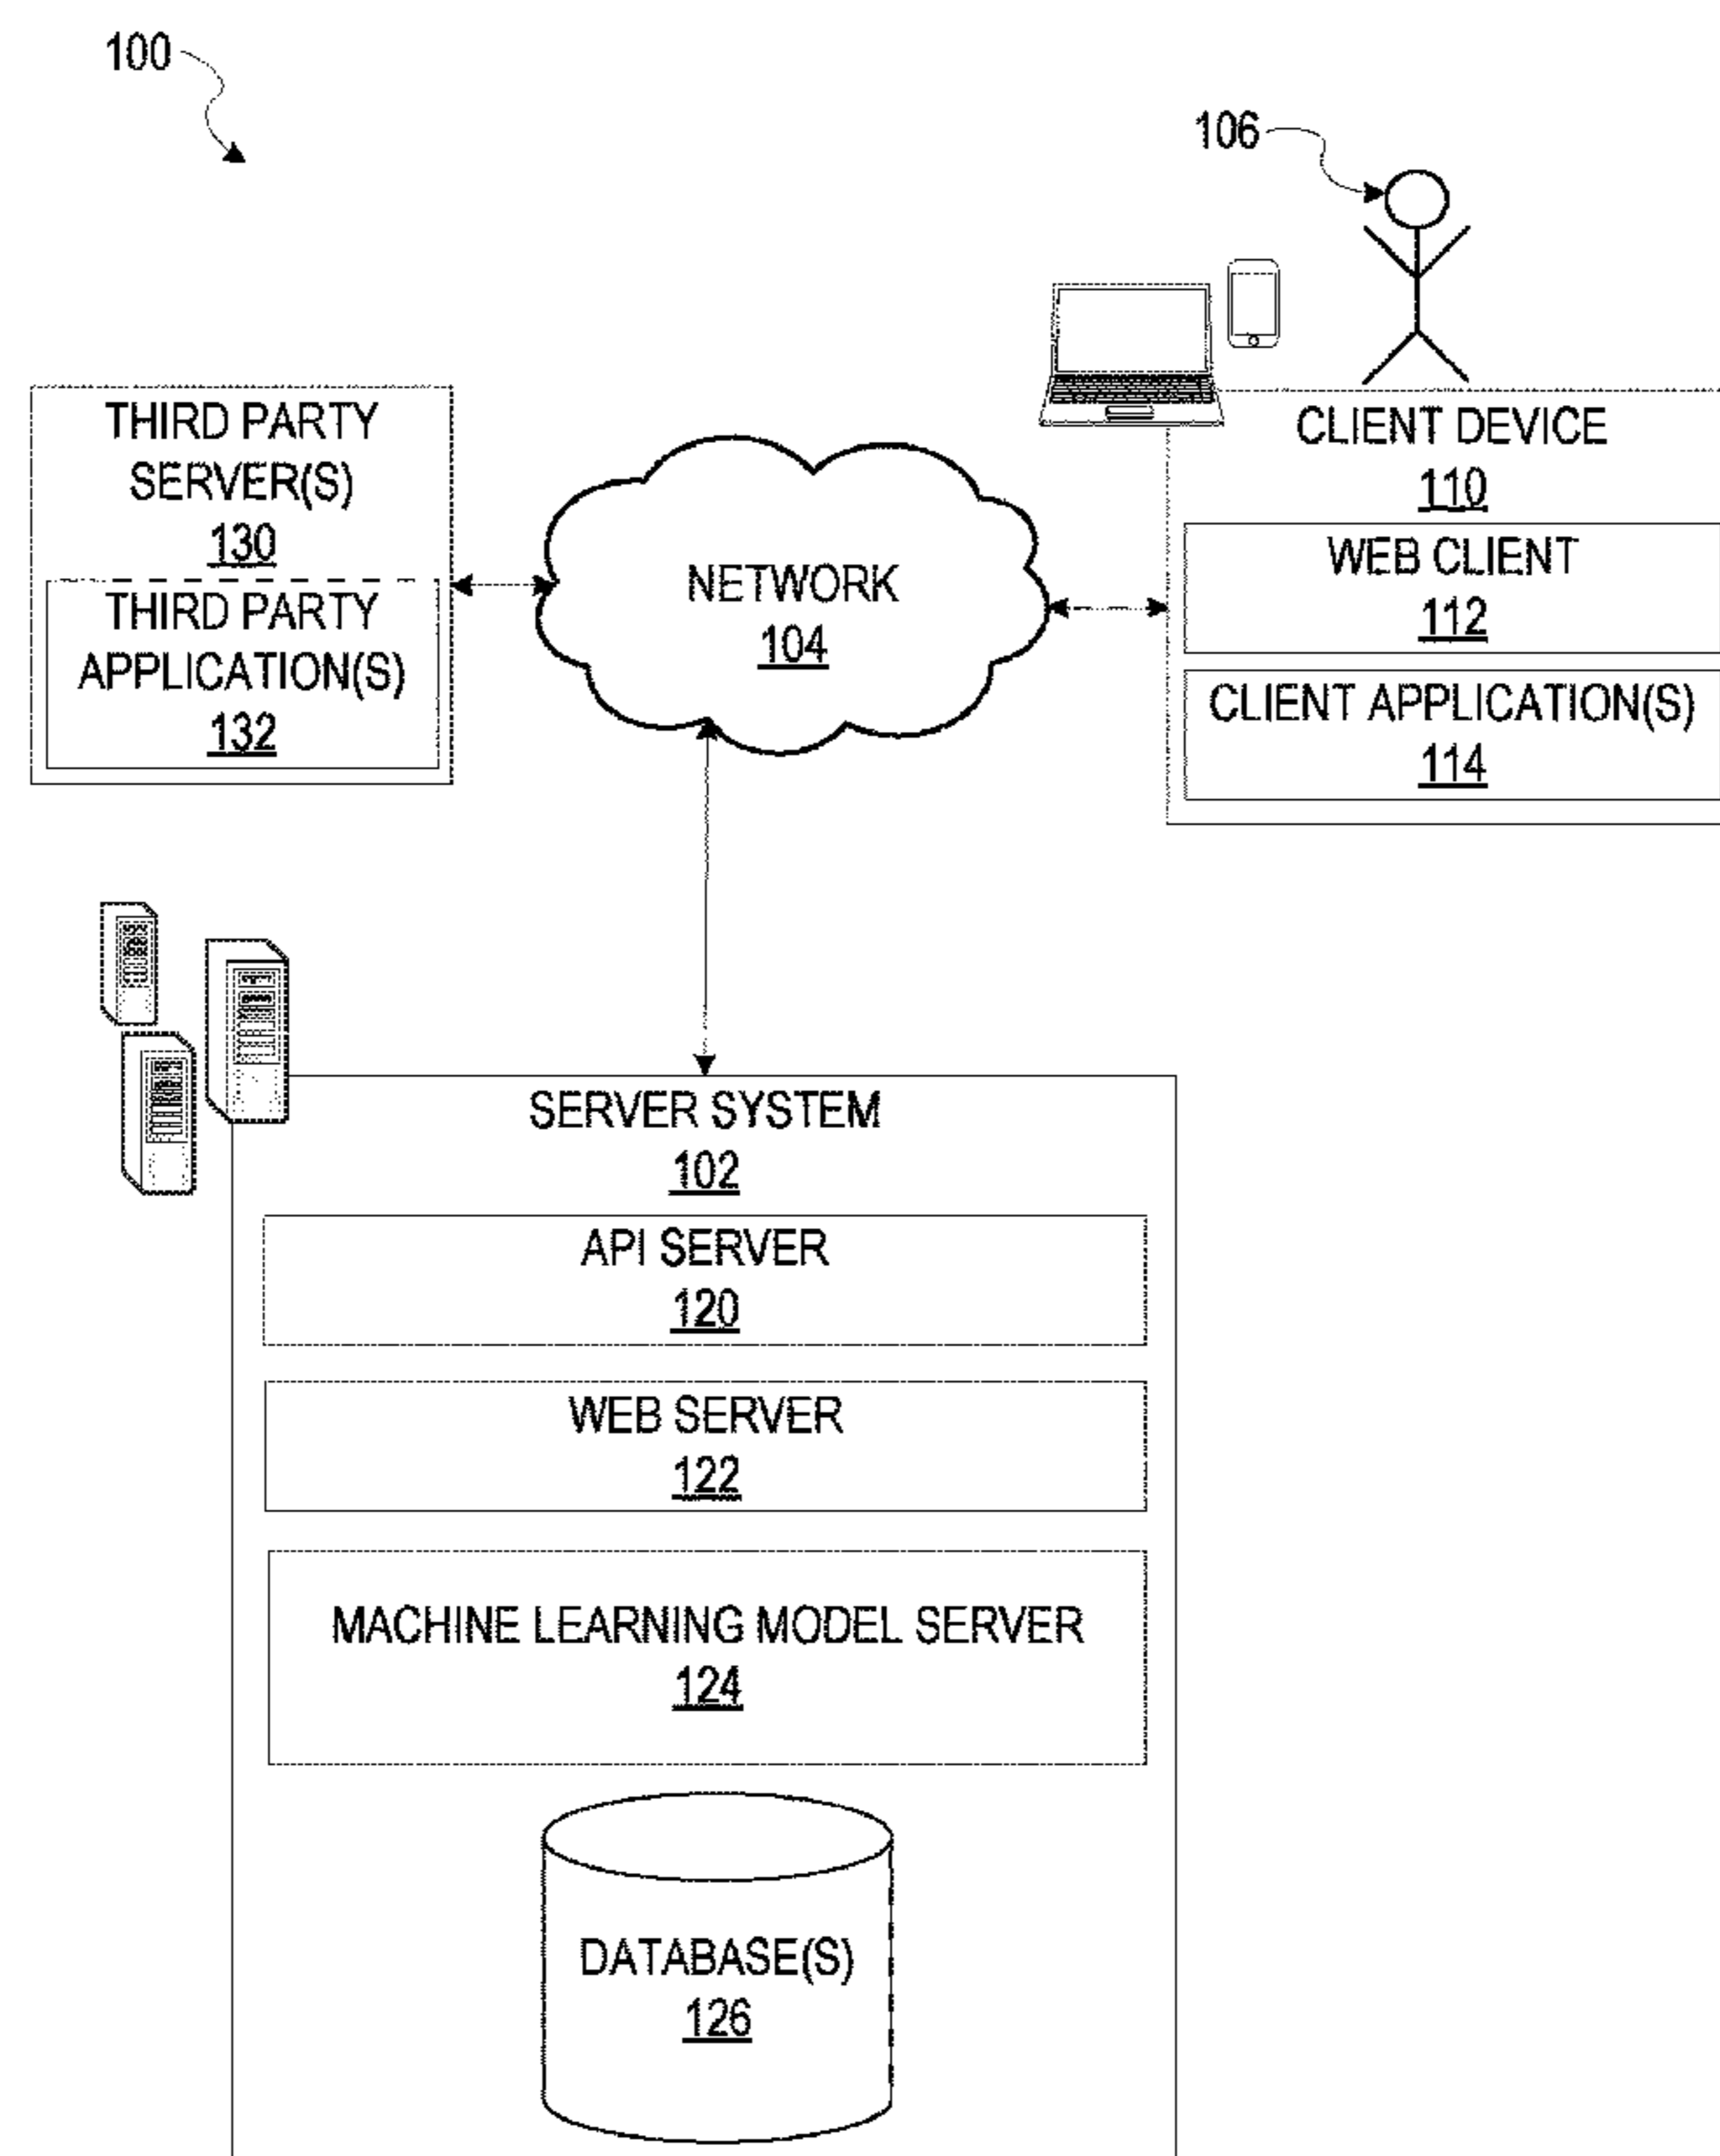 100
106
THIRD PARTY
SERVER(S)
130
THIRD PARTY
APPLICATION(S)
132
NETWORK
104
CLIENT DEVICE
110
WEB CLIENT
112
CLIENT APPLICATION(S)
114
SERVER SYSTEM
102
API SERVER
120
WEB SERVER
122
MACHINE LEARNING MODEL SERVER
124
DATABASE(S)
126